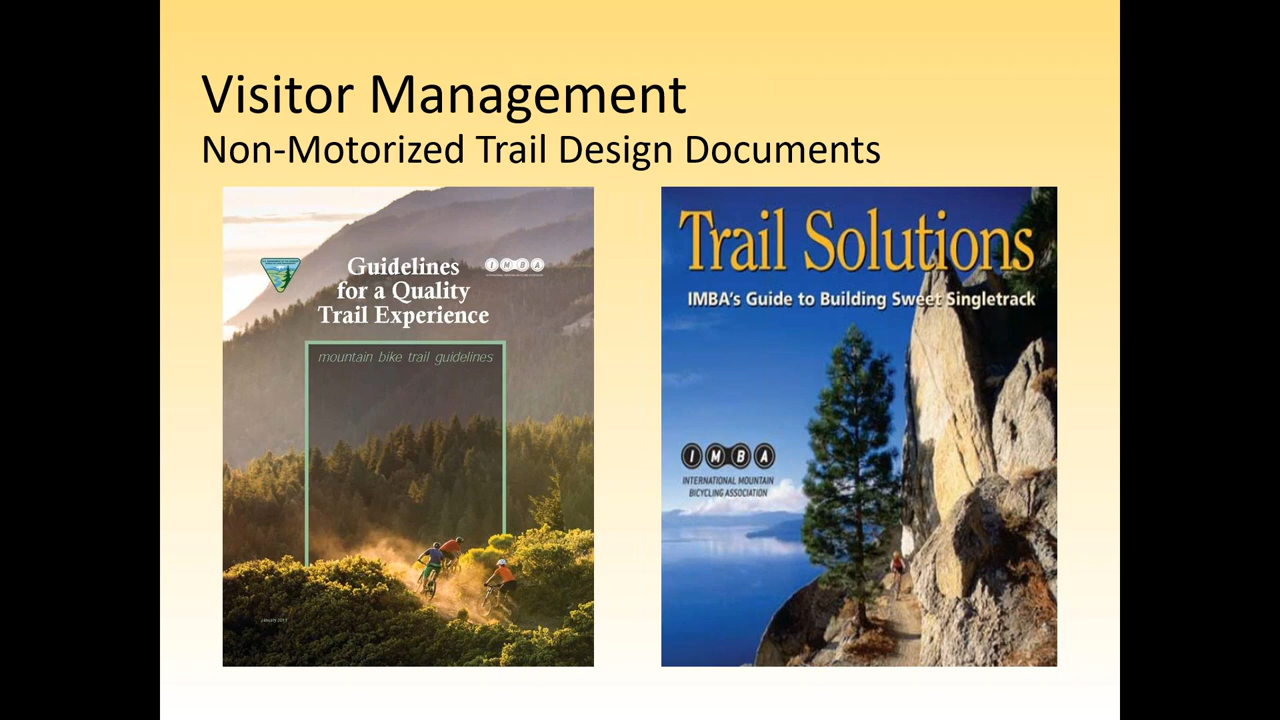 Visitor Management
Non-Motorized Trail Design Documents
Guidelines
for a Quality
Trail Experience
IMBA
mountain bike trail guidelines
Trail Solutions
IMBA's Guide to Building Sweet Singletrack
IMBA
INTERNATIONAL MOUNTAIN
BICYCLING ASSOCIATION